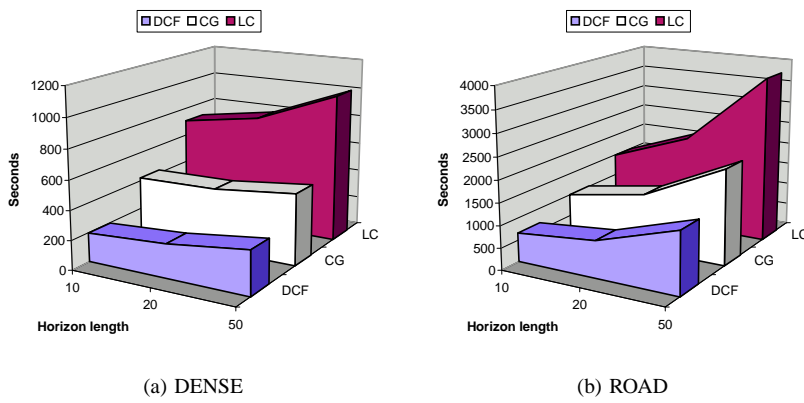 DCF CG LC
1200
1000
800
600
400
200
0
Seconds
10
20
50
Horizon length
DCF
CG
LC
(a) DENSE
DCF CG LC
4000
3500
3000
2500
2000
1500
1000
500
0
Seconds
10
20
50
Horizon length
DCF
CG
LC
(b) ROAD